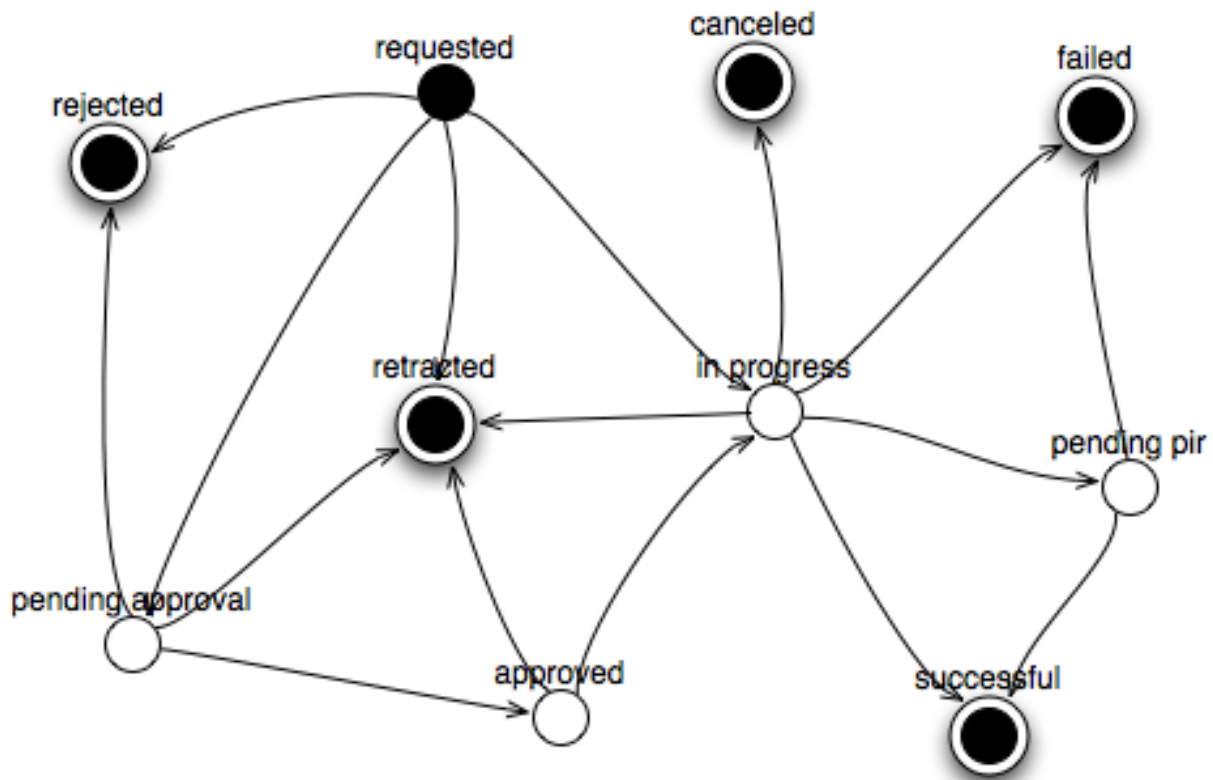 canceled
requested
failed
rejected
retracted
in progress
pending pir
pending approval
approved
successful